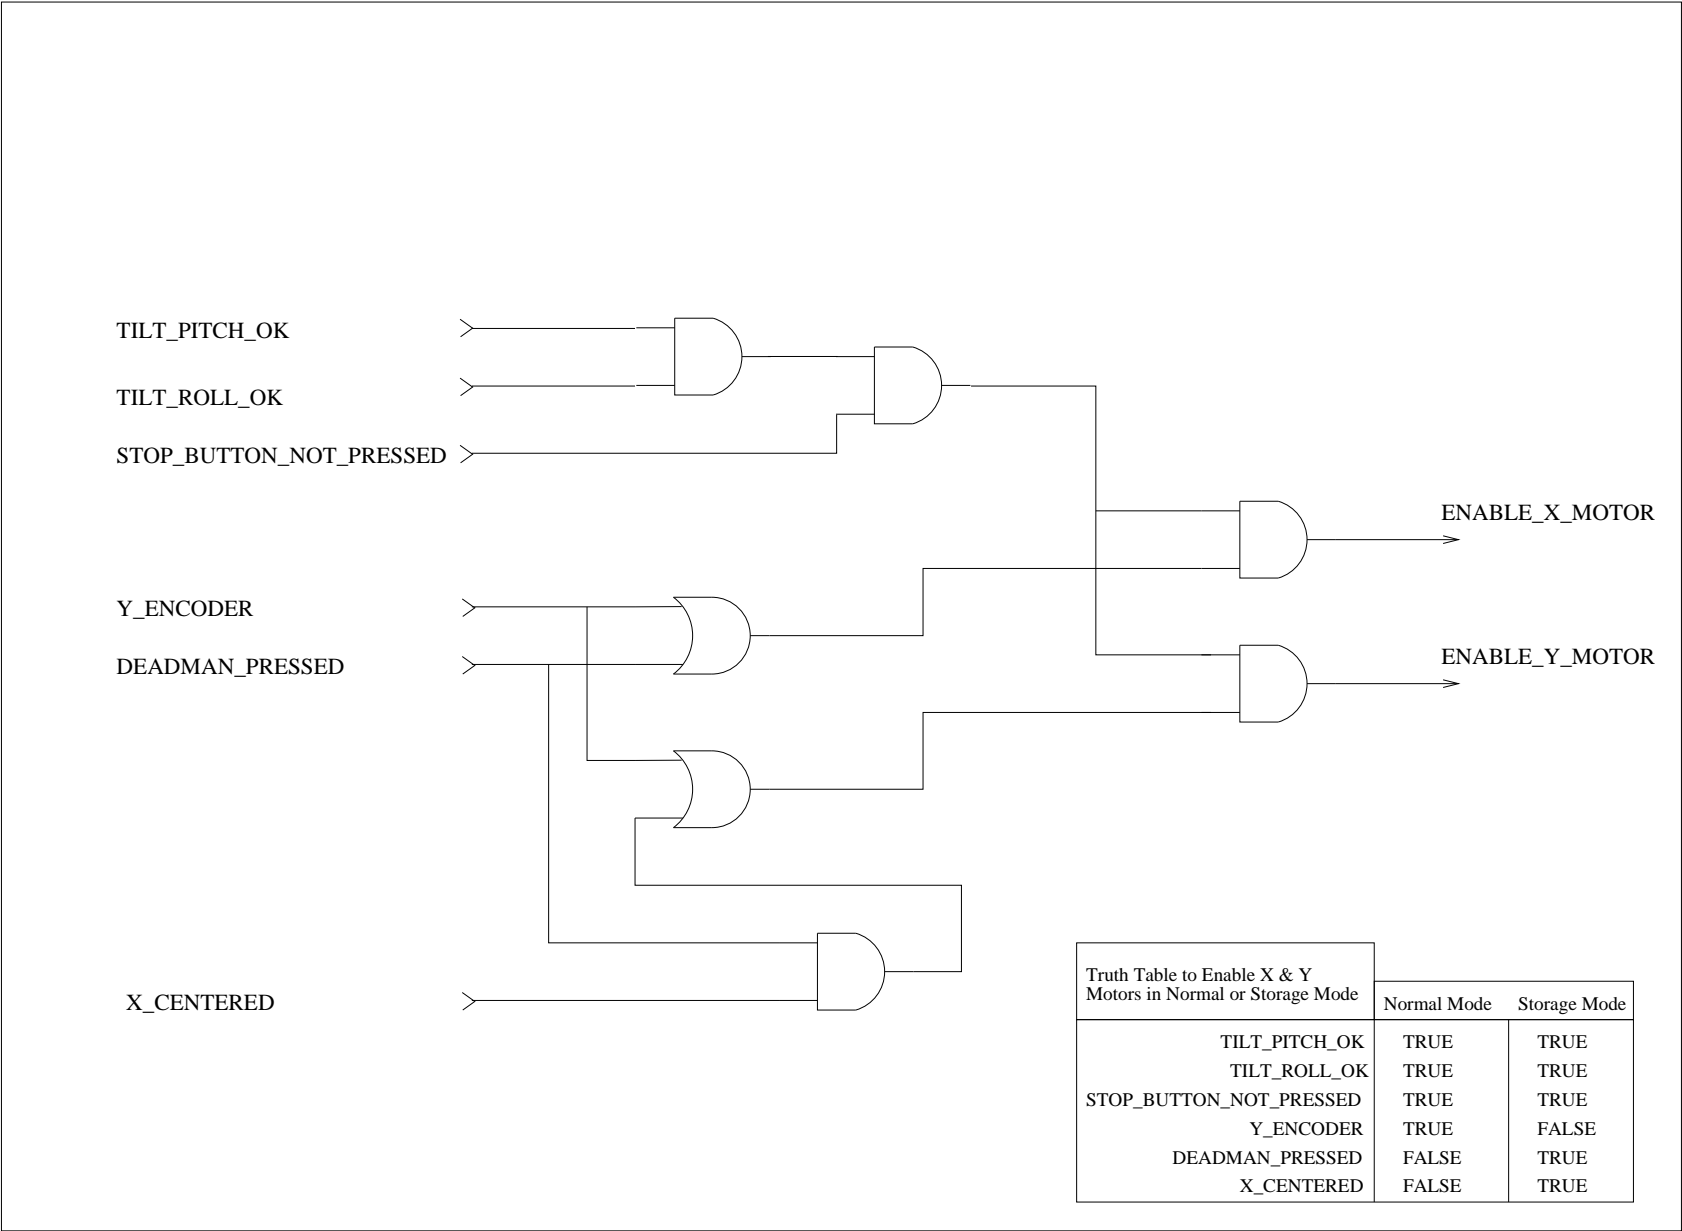 TILT_PITCH_OK
TILT_ROLL_OK
STOP_BUTTON_NOT_PRESSED
ENABLE_X_MOTOR
Y_ENCODER
DEADMAN_PRESSED
ENABLE_Y_MOTOR
X_CENTERED
Truth Table to Enable X & Y
Motors in Normal or Storage Mode
Normal Mode Storage Mode
TILT_PITCH_OK TRUE TRUE
TILT_ROLL_OK TRUE TRUE
STOP_BUTTON_NOT_PRESSED TRUE TRUE
Y_ENCODER TRUE FALSE
DEADMAN_PRESSED FALSE TRUE
X_CENTERED FALSE TRUE